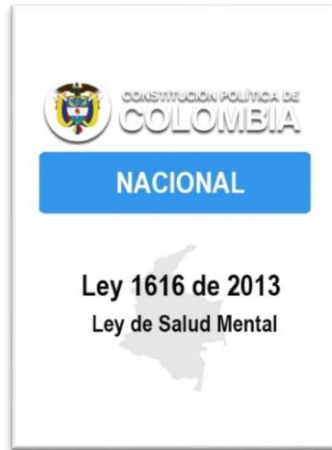 CONSTITUCIÓN POLÍTICA DE
COLOMBIA
NACIONAL
Ley 1616 de 2013
Ley de Salud Mental